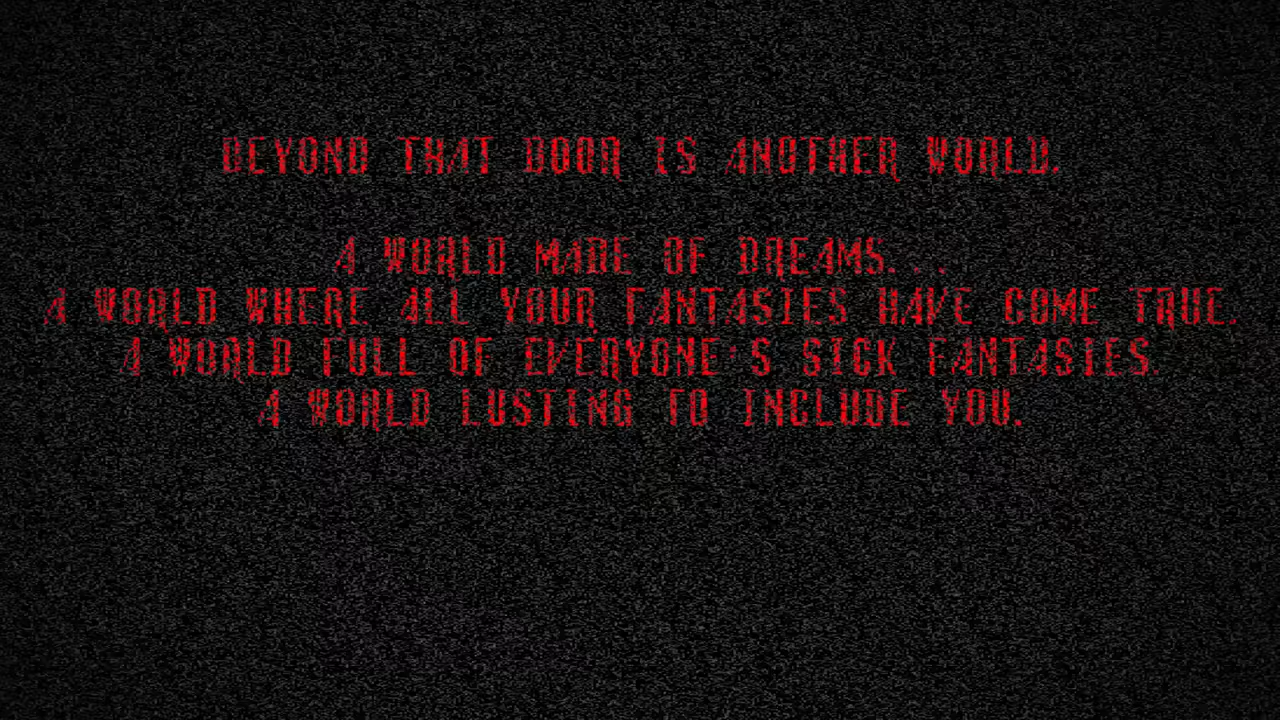 BEYOND THAT DOOR IS ANOTHER WORLD.
A WORLD MADE OF DREAMS...
A WORLD WHERE ALL YOUR FANTASIES HAVE COME TRUE.
A WORLD FULL OF EVERYONE'S SICK FANTASIES.
A WORLD LUSTING TO INCLUDE YOU.